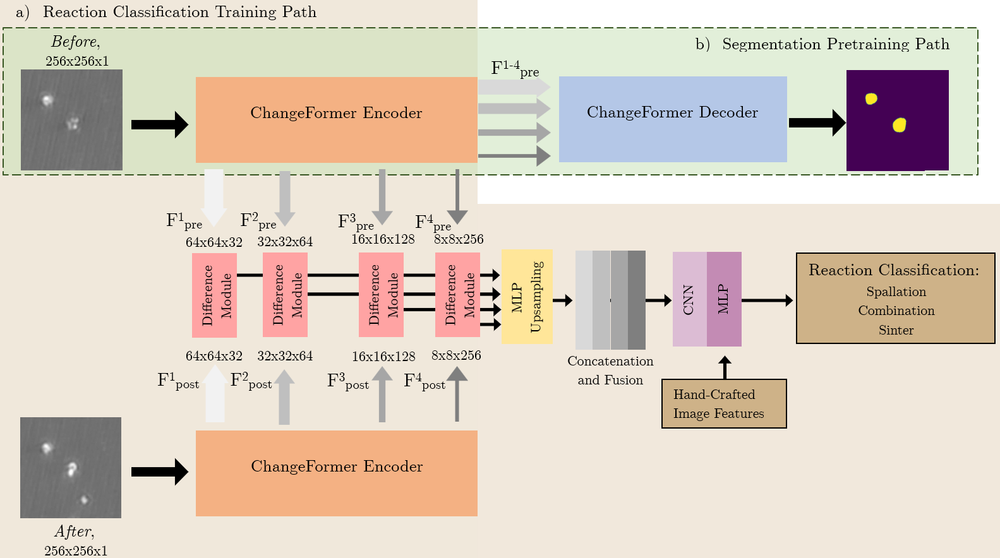 a) Reaction Classification Training Path
b) Segmentation Pretraining Path
Before,
256x256x1
ChangeFormer Encoder
F1-4pre
ChangeFormer Decoder
F1pre
F2pre
F3pre
F4pre
64x64x32
32x32x64
16x16x128
8x8x256
Difference
Module
Difference
Module
Difference
Module
Difference
Module
MLP
Upsampling
CNN
MLP
Reaction Classification:
Spallation
Combination
Sinter
64x64x32
32x32x64
16x16x128
8x8x256
Concatenation
and Fusion
F1post
F2post
F3post
F4post
Hand-Crafted
Image Features
ChangeFormer Encoder
After,
256x256x1